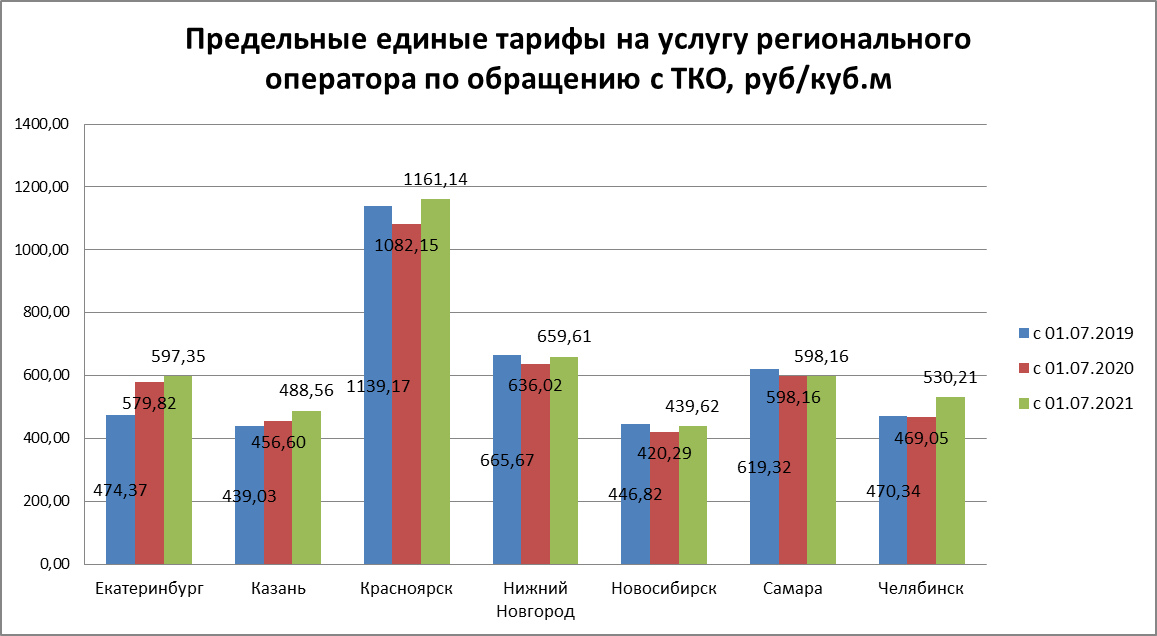 Предельные единые тарифы на услугу регионального
оператора по обращению с ТКО, руб/куб.м
1400,00
1200,00
1000,00
800,00
600,00
400,00
200,00
0,00
474,37
579,82
597,35
439,03
456,60
488,56
1139,17
1082,15
1161,14
665,67
636,02
659,61
446,82
420,29
439,62
619,32
598,16
598,16
470,34
469,05
530,21
Екатеринбург
Казань
Красноярск
Нижний
Новгород
Новосибирск
Самара
Челябинск
с 01.07.2019
с 01.07.2020
с 01.07.2021